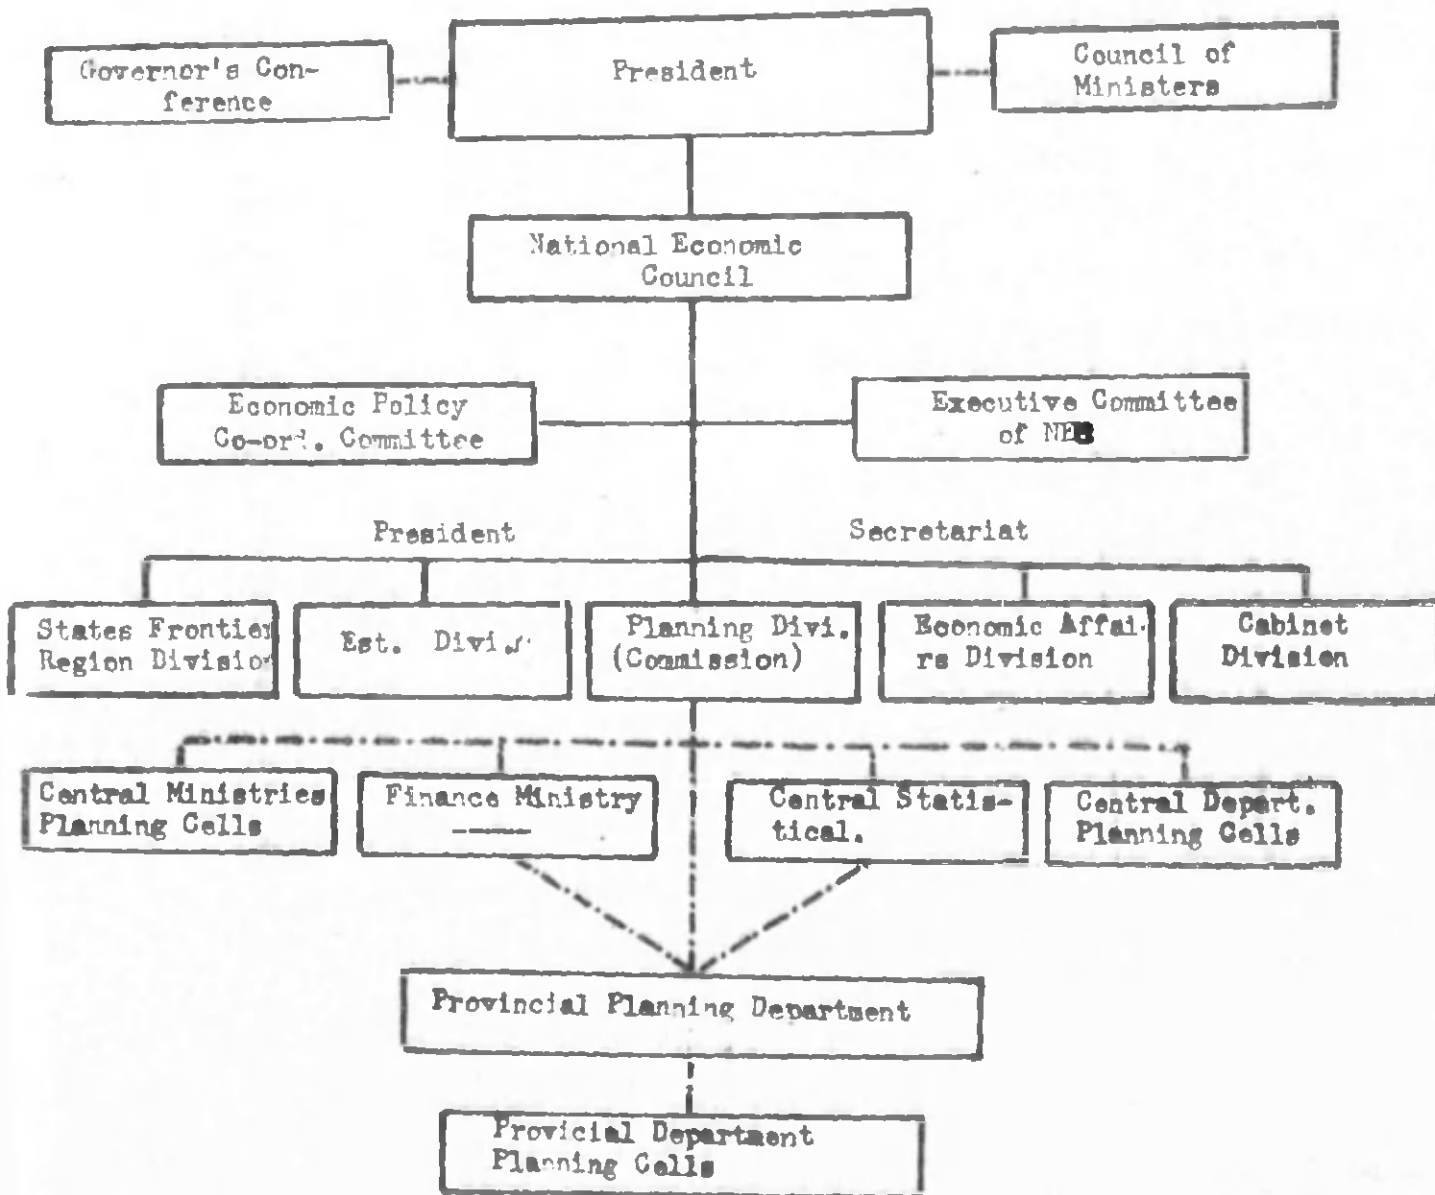 Governor's Con-
ference
President
Council of
Ministers
National Economic
Council
Economic Policy
Co-ord. Committee
Executive Committee
of
President Secretariat
States Frontier
Region Division
Est.
Planning Divi.
(Commission)
Economic Affai-
rs Division
Cabinet
Division
Central Ministries
Planning Cells
Finance Ministry
Central Statis-
tical.
Central Depart.
Planning Cells
Provincial Planning Department
Provicial Department
Planning Cells